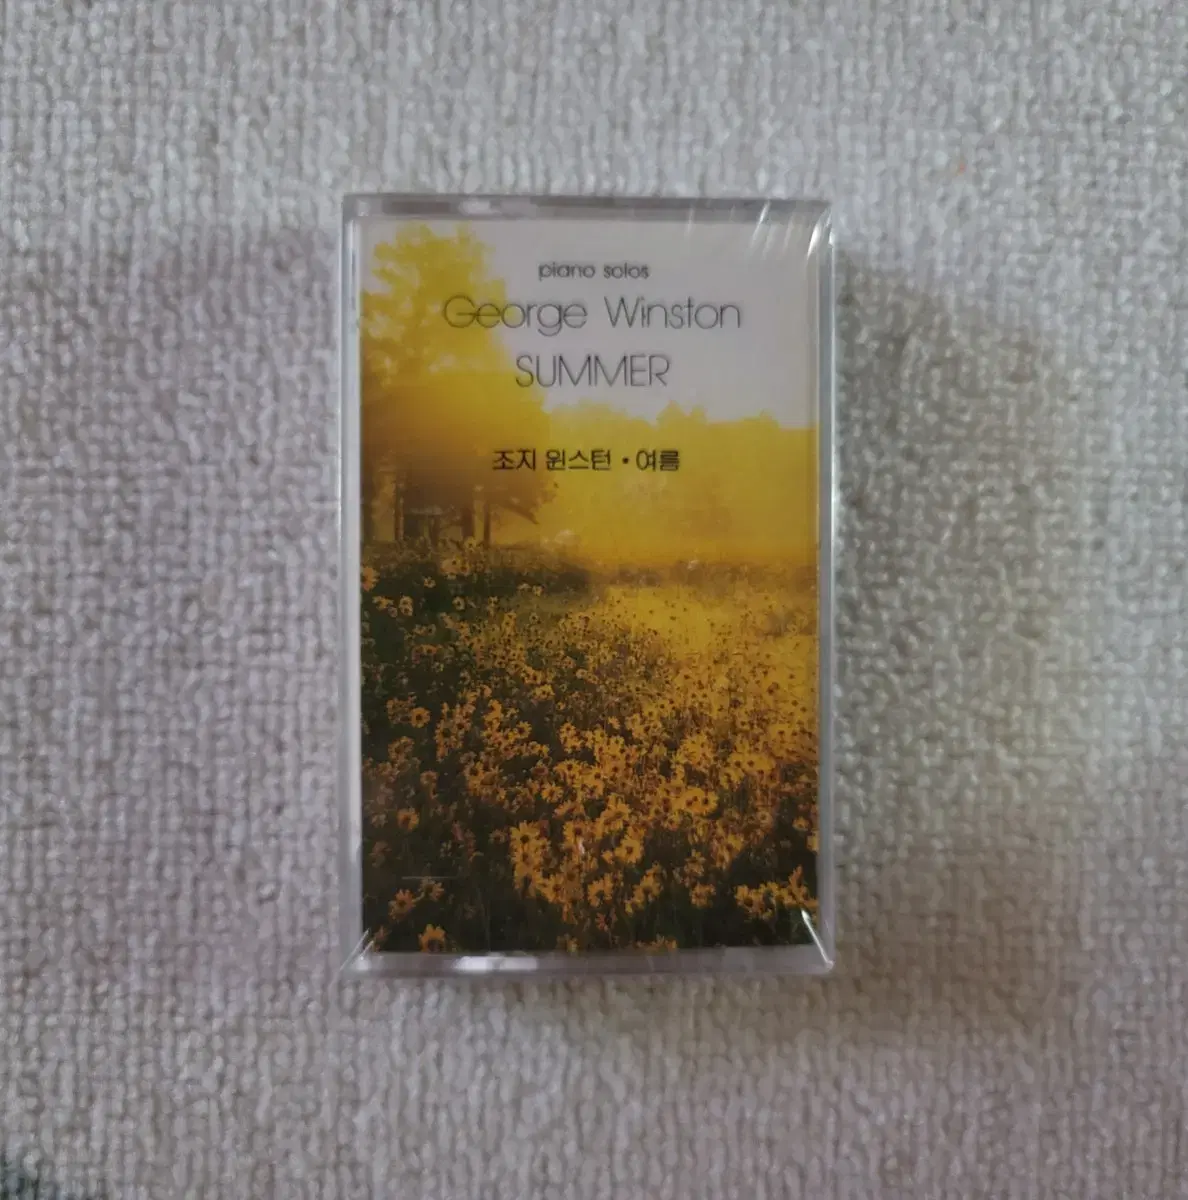 piano solos
George Winston
SUMMER
조지 윈스턴 • 여름